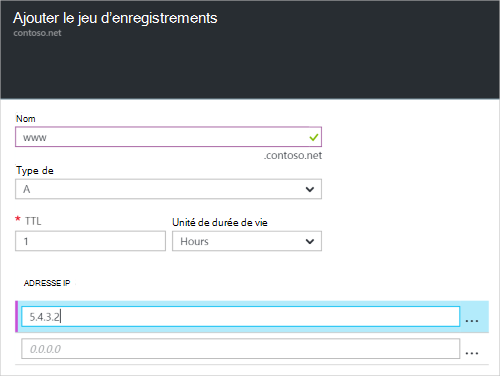 Ajouter le jeu d'enregistrements
contoso.net
Nom
www
.contoso.net
Type de
A
* TTL
Unité de durée de vie
1
Hours
ADRESSE IP
5.4.3.2
...
0.0.0.0
...